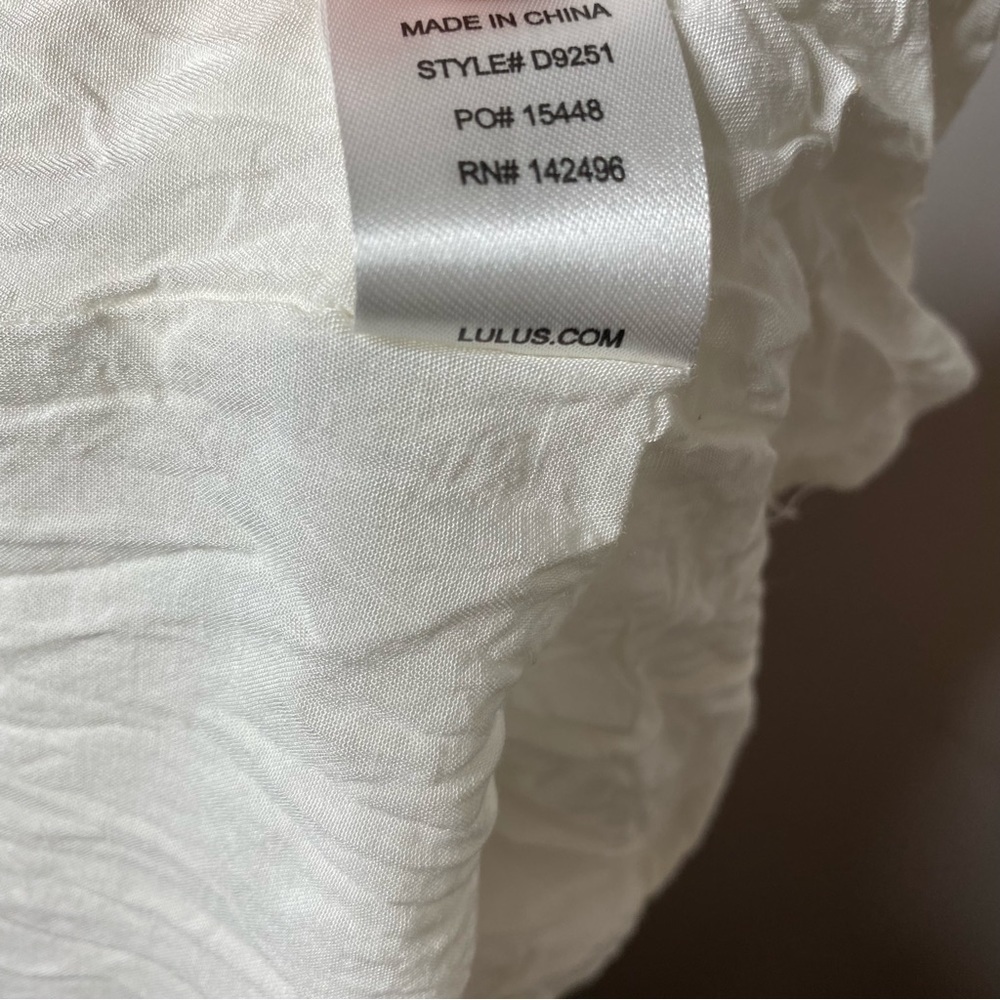 MADE IN CHINA
STYLE# D9251
PO# 15448
RN# 142496
LULUS.COM